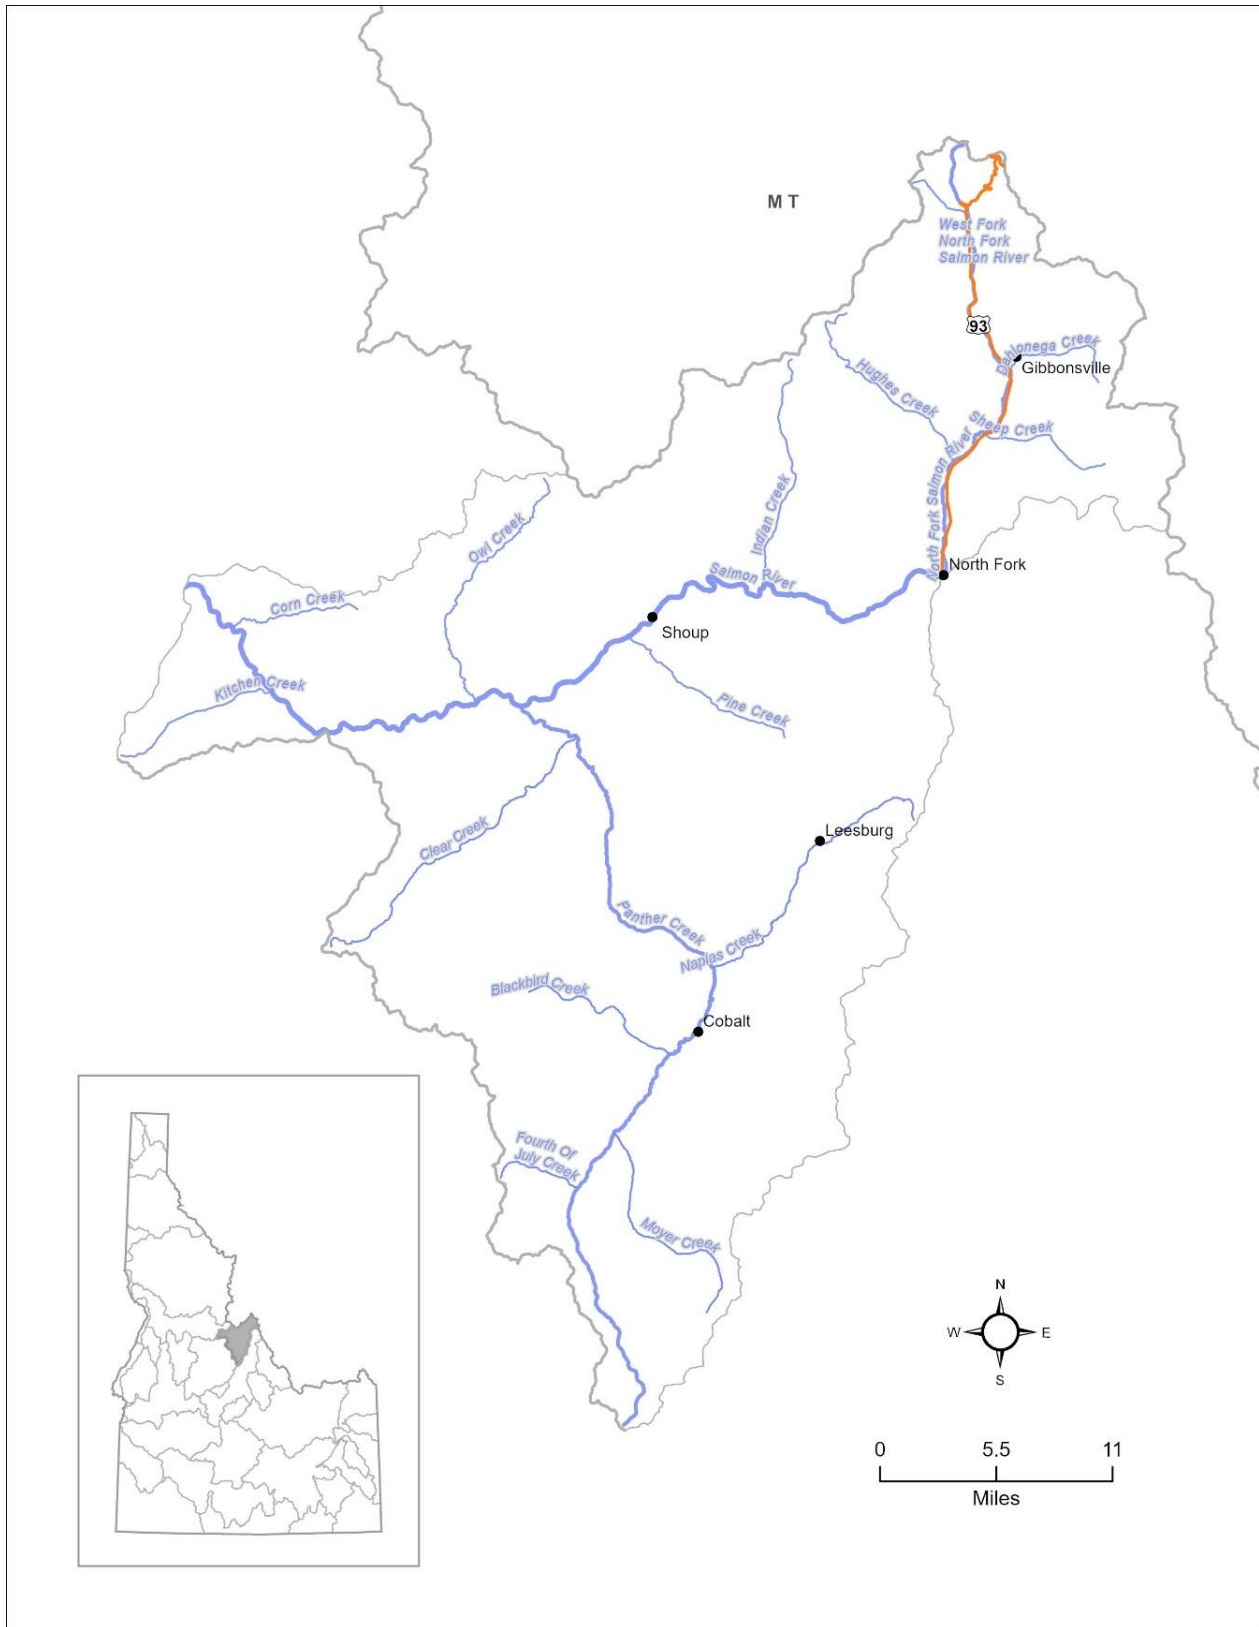 M T
West Fork
North Fork
Salmon River
93
Dahlonega Creek
Gibbonsville
Hughes Creek
Sheep Creek
North Fork Salmon River
Indian Creek
Owl Creek
North Fork
Salmon River
Corn Creek
Shoup
Kitchen Creek
Pine Creek
Clear Creek
Leesburg
Panther Creek
Napias Creek
Blackbird Creek
Cobalt
Fourth Of
July Creek
Moyer Creek
N
W
E
S
0 5.5 11
Miles